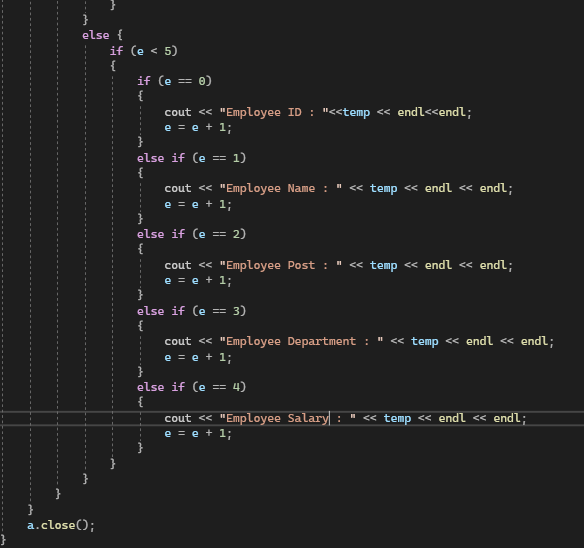 }
}
else {
if (e < 5)
{
if (e == 0)
{
cout << "Employee ID : "<<temp << endl<<endl;
e = e + 1;
}
else if (e == 1)
{
cout << "Employee Name : " << temp << endl << endl;
e = e + 1;
}
else if (e == 2)
{
cout << "Employee Post : " << temp << endl << endl;
e = e + 1;
}
else if (e == 3)
{
cout << "Employee Department : " << temp << endl << endl;
e = e + 1;
}
else if (e == 4)
{
cout << "Employee Salary : " << temp << endl << endl;
e = e + 1;
}
}
}
}
}
a.close();
}